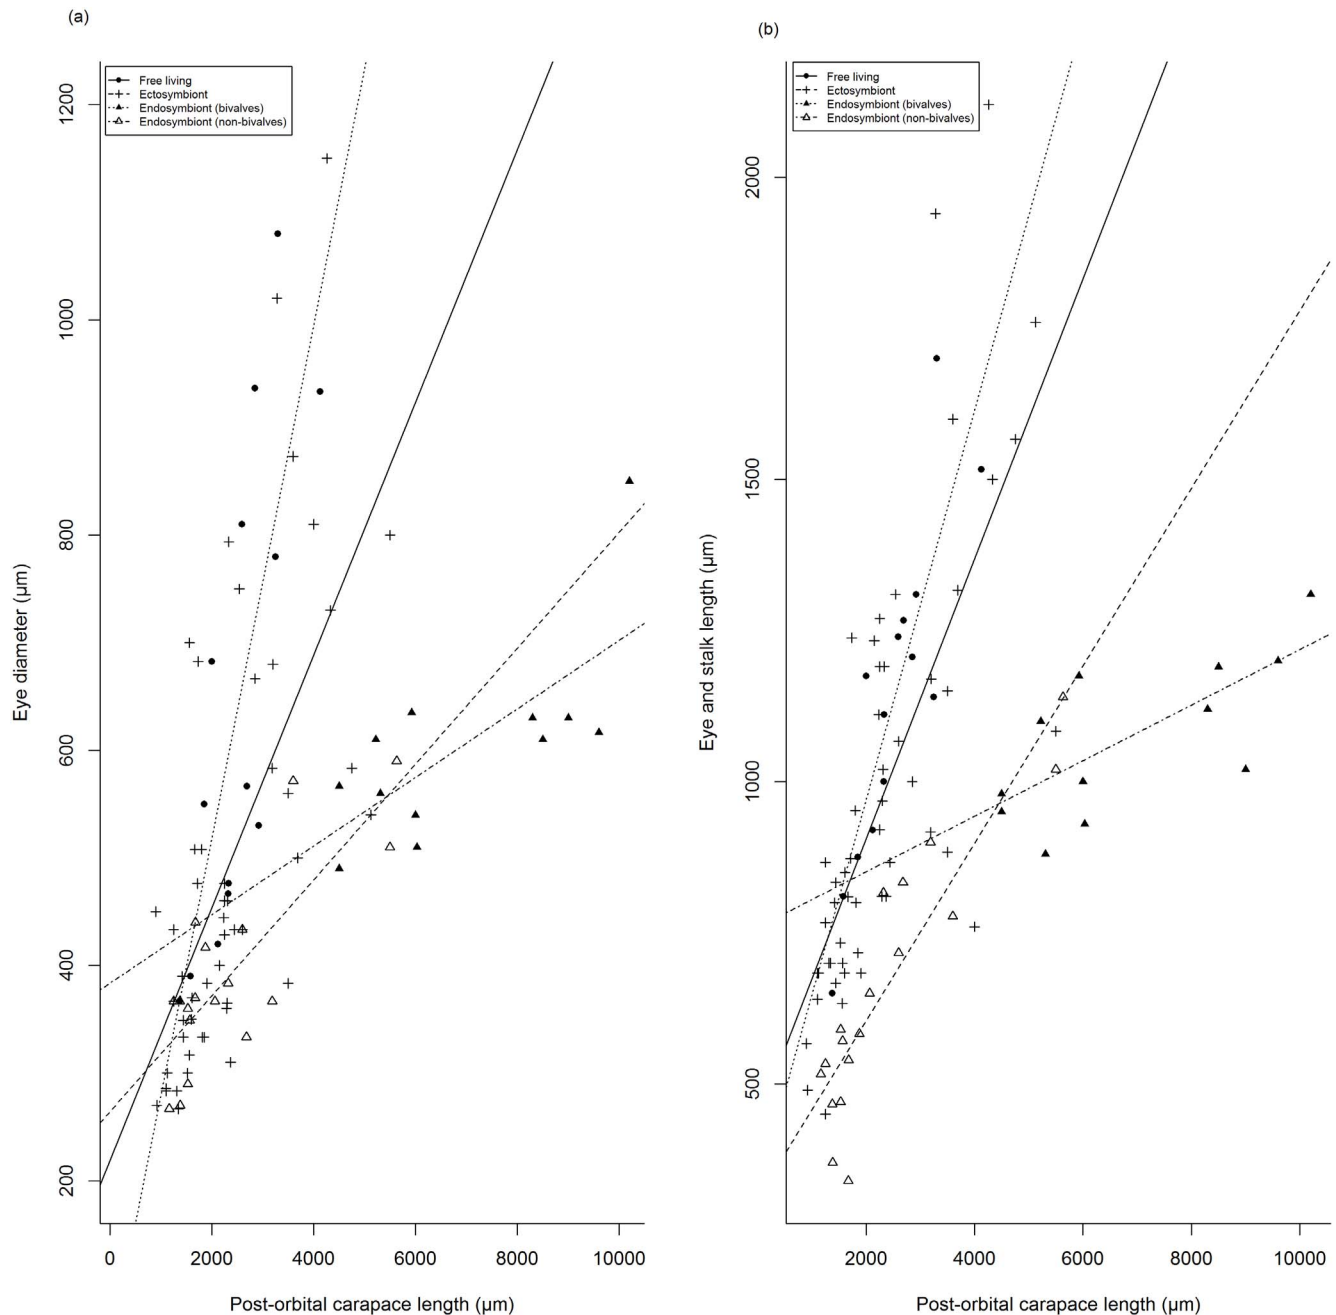 (a)
Free living
Ectosymbiont
Endosymbiont (bivalves)
Endosymbiont (non-bivalves)
Eye diameter (µm)
1200
1000
800
600
400
200
0 2000 4000 6000 8000 10000
Post-orbital carapace length (µm)
(b)
Free living
Ectosymbiont
Endosymbiont (bivalves)
Endosymbiont (non-bivalves)
Eye and stalk length (µm)
2000
1500
1000
500
2000 4000 6000 8000 10000
Post-orbital carapace length (µm)